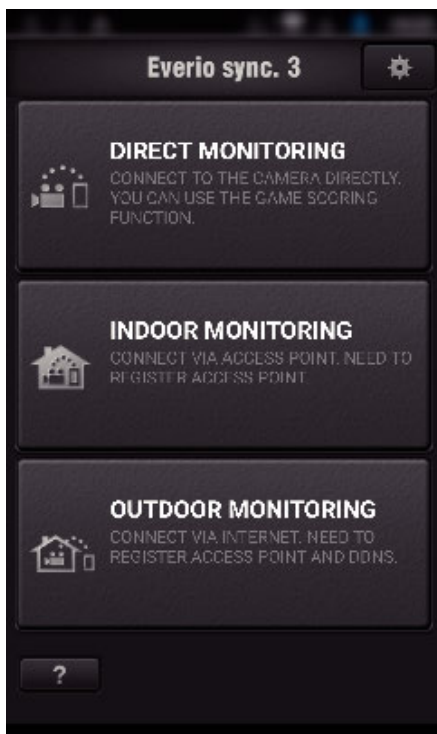 Everio sync. 3
DIRECT MONITORING
CONNECT TO THE CAMERA DIRECTLY.
YOU CAN USE THE GAME SCORING
FUNCTION.
INDOOR MONITORING
CONNECT VIA ACCESS POINT. NEED TO
REGISTER ACCESS POINT.
OUTDOOR MONITORING
CONNECT VIA INTERNET. NEED TO
REGISTER ACCESS POINT AND DDNS.
?